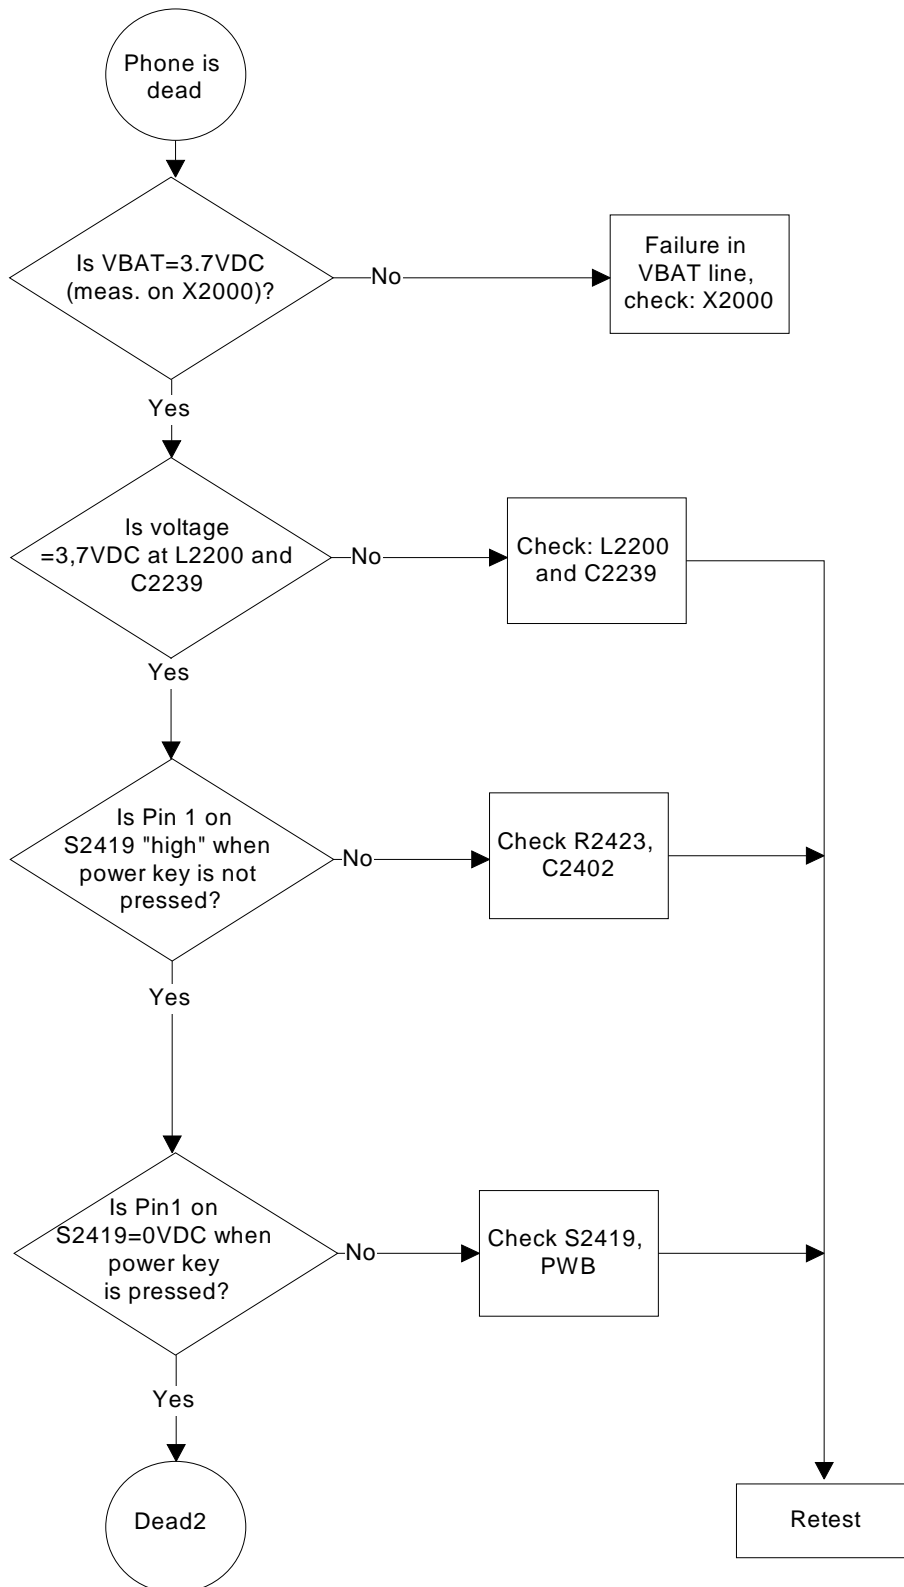 Phone is
dead
Is VBAT=3.7VDC
(meas. on X2000)?
No
Failure in
VBAT line,
check: X2000
Yes
Is voltage
=3,7VDC at L2200 and
C2239
No
Check: L2200
and C2239
Yes
Is Pin 1 on
S2419 "high" when
power key is not
pressed?
No
Check R2423,
C2402
Yes
Is Pin1 on
S2419=0VDC when
power key
is pressed?
No
Check S2419,
PWB
Yes
Dead2
Retest